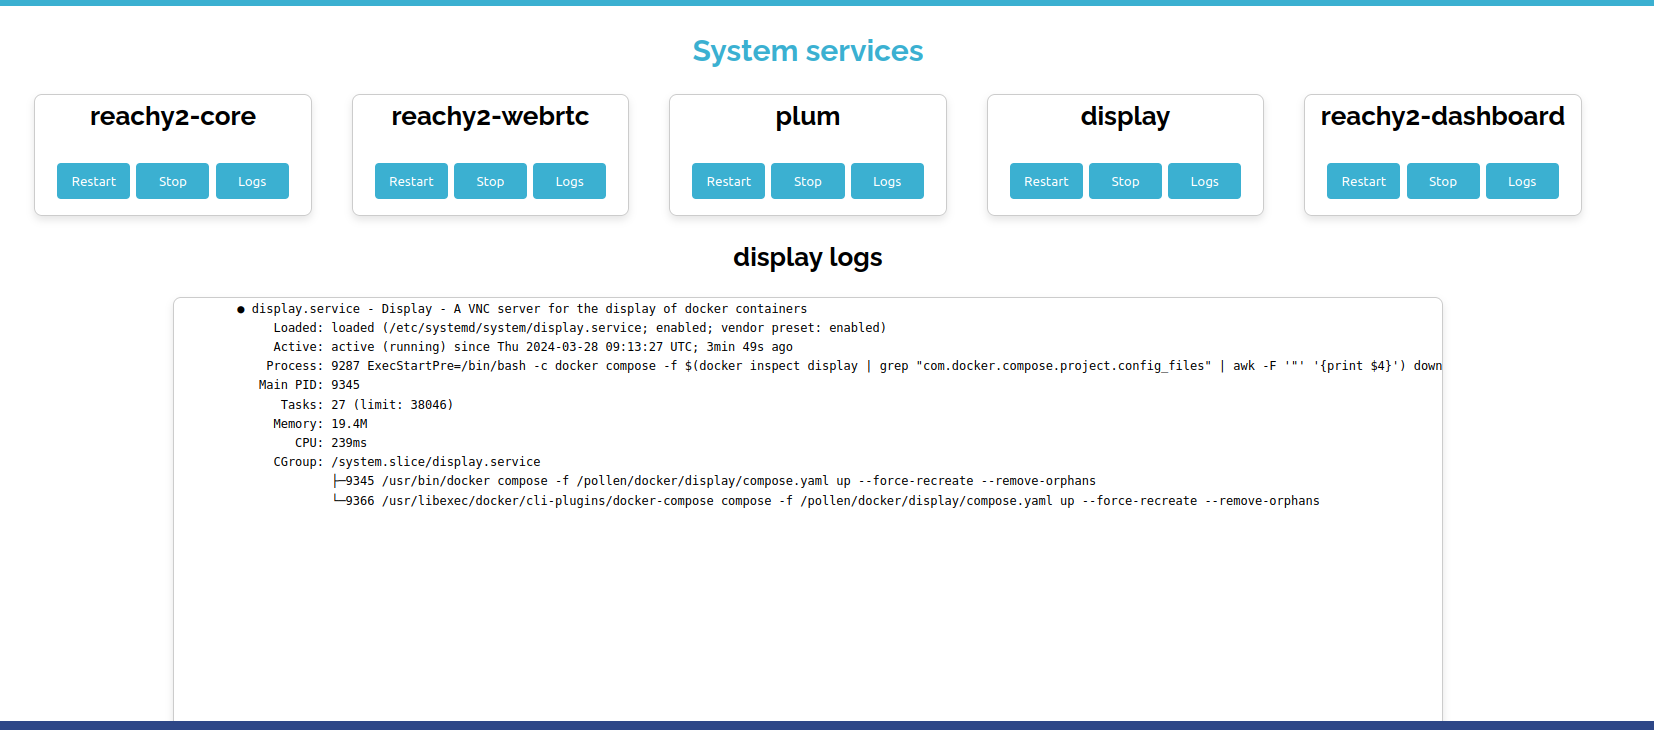 System services
reachy2-core
reachy2-webrtc
plum
display
reachy2-dashboard
Restart Stop Logs
Restart Stop Logs
Restart Stop Logs
Restart Stop Logs
Restart Stop Logs
display logs
● display.service - Display - A VNC server for the display of docker containers
Loaded: loaded (/etc/systemd/system/display.service; enabled; vendor preset: enabled)
Active: active (running) since Thu 2024-03-28 09:13:27 UTC; 3min 49s ago
Process: 9287 ExecStartPre=/bin/bash -c docker compose -f $(docker inspect display | grep "com.docker.compose.project.config_files" | awk -F '"' '{print $4}') down
Main PID: 9345
Tasks: 27 (limit: 38046)
Memory: 19.4M
CPU: 239ms
CGroup: /system.slice/display.service
├─9345 /usr/bin/docker compose -f /pollen/docker/display/compose.yaml up --force-recreate --remove-orphans
└─9366 /usr/libexec/docker/cli-plugins/docker-compose compose -f /pollen/docker/display/compose.yaml up --force-recreate --remove-orphans